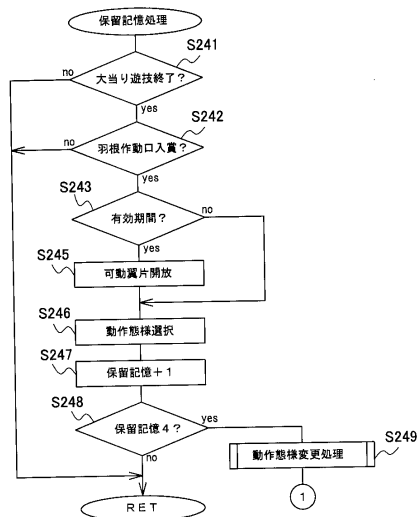 保留記憶処理
S241
no
大当り遊技終了？
yes
S242
no
羽根作動口入賞？
yes
S243
有効期間？
no
yes
S245
可動翼片開放
S246
動作態様選択
S247
保留記憶＋１
S248
保留記憶４？
yes
no
S249
動作態様変更処理
1
ＲＥＴ